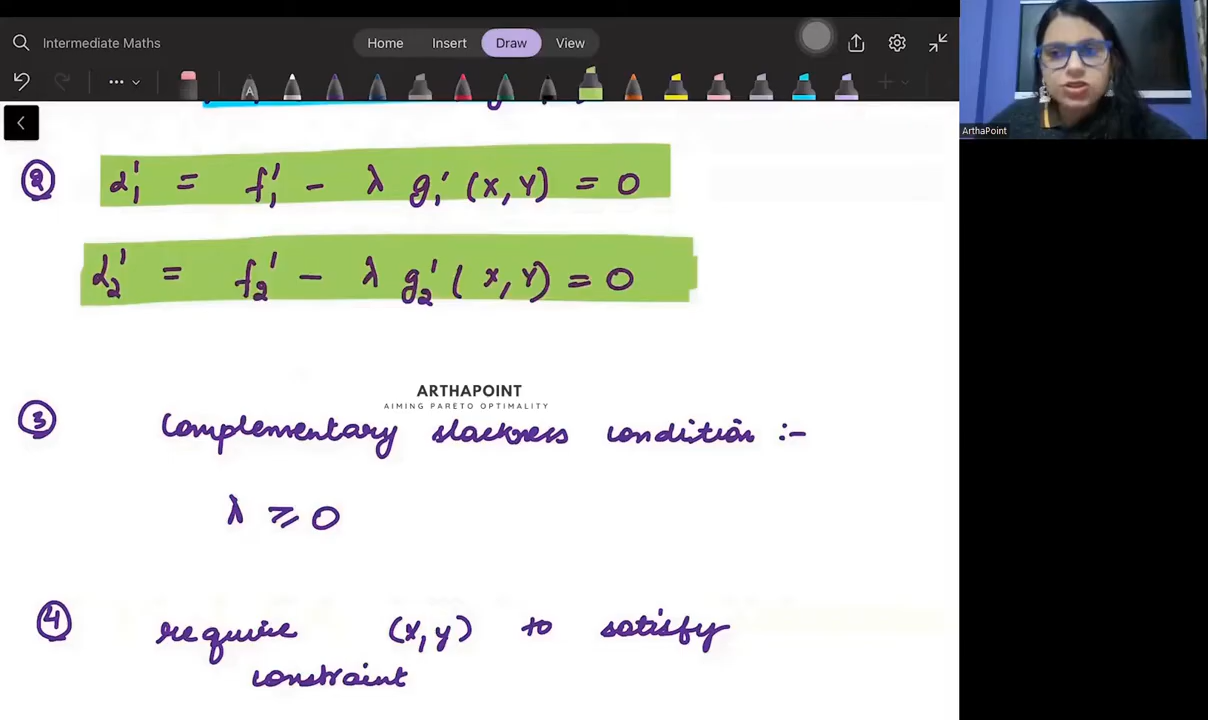 Intermediate Maths
Home Insert Draw View
ArthaPoint
② L₁' = f₁' - λ g₁' (x, y) = 0
L₂' = f₂' - λ g₂' (x, y) = 0
ARTHAPOINT
AIMING PARETO OPTIMALITY
③ Complementary slackness condition :-
λ ≥ 0
④ require (x, y) to satisfy
constraint